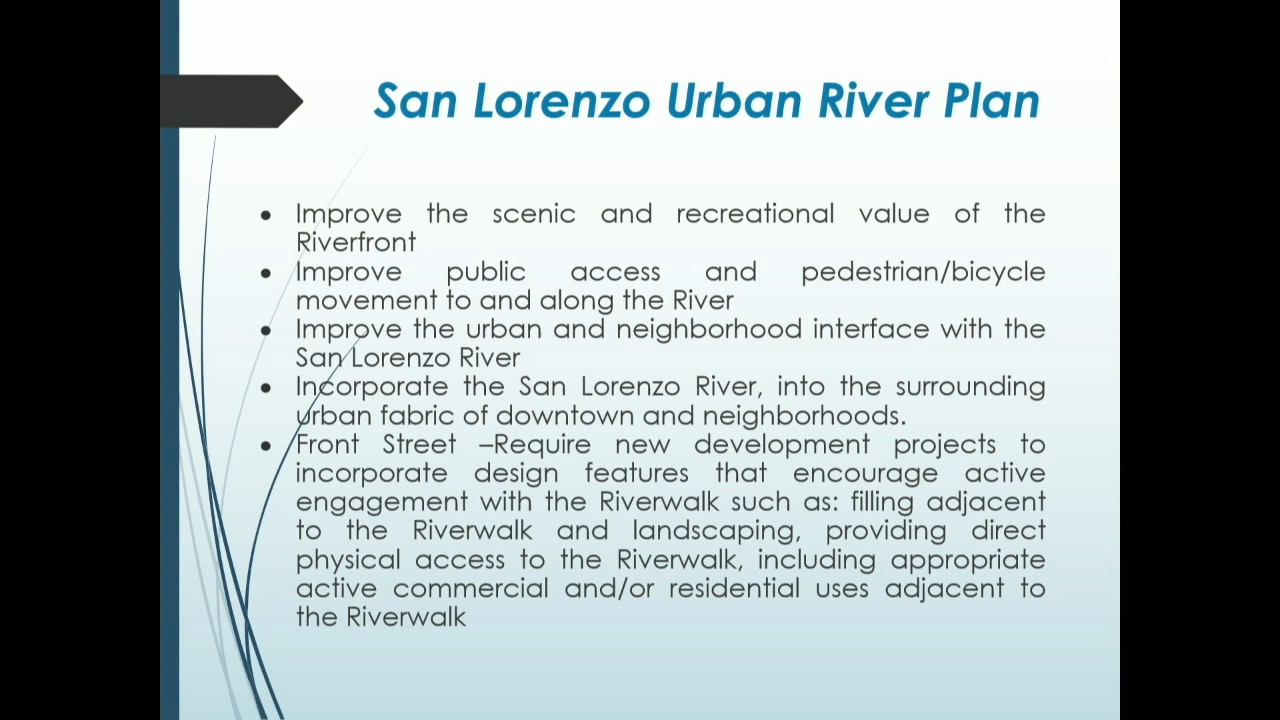 San Lorenzo Urban River Plan
● Improve the scenic and recreational value of the
Riverfront
● Improve public access and pedestrian/bicycle
movement to and along the River
● Improve the urban and neighborhood interface with the
San Lorenzo River
● Incorporate the San Lorenzo River, into the surrounding
urban fabric of downtown and neighborhoods.
● Front Street –Require new development projects to
incorporate design features that encourage active
engagement with the Riverwalk such as: filling adjacent
to the Riverwalk and landscaping, providing direct
physical access to the Riverwalk, including appropriate
active commercial and/or residential uses adjacent to
the Riverwalk